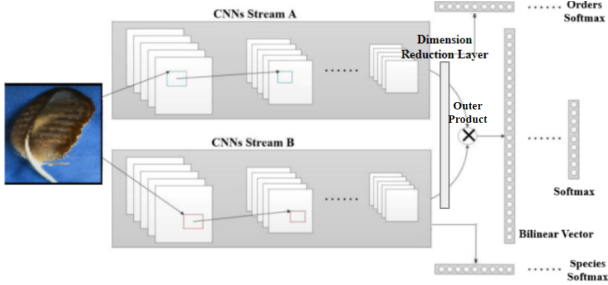 CNNs Stream A
Orders
Softmax
Dimension
Reduction Layer
Outer
Product
CNNs Stream B
Softmax
Bilinear Vector
Species
Softmax